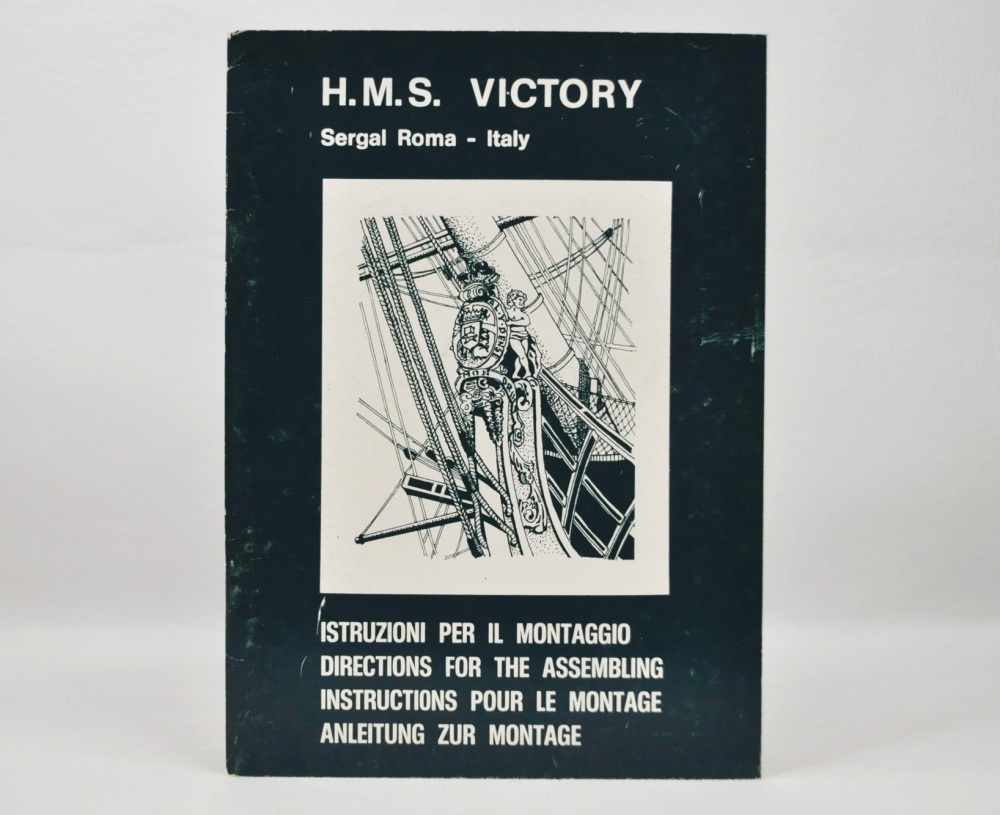 H.M.S. VICTORY
Sergal Roma - Italy
ISTRUZIONI PER IL MONTAGGIO
DIRECTIONS FOR THE ASSEMBLING
INSTRUCTIONS POUR LE MONTAGE
ANLEITUNG ZUR MONTAGE